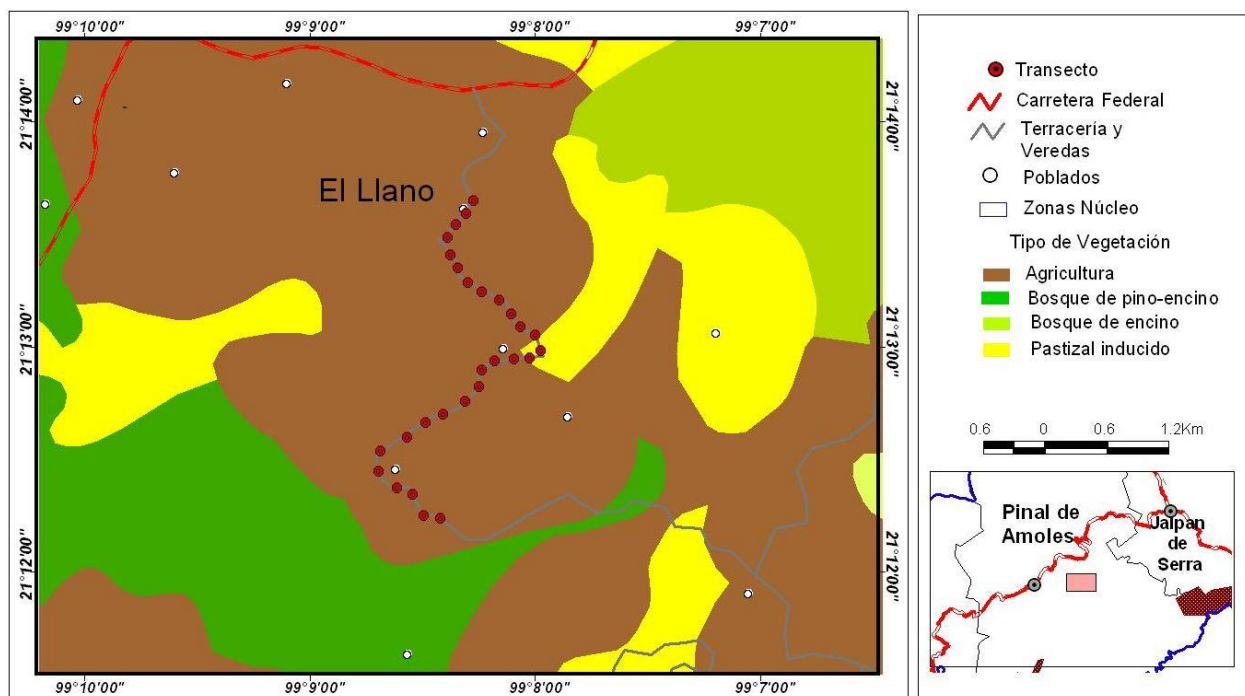 99°10'00" 99°9'00" 99°8'00" 99°7'00"
21°14'00" 21°14'00"
El Llano
21°13'00" 21°13'00"
21°12'00" 21°12'00"
99°10'00" 99°9'00" 99°8'00" 99°7'00"
Transecto
Carretera Federal
Terracería y
Veredas
Poblados
Zonas Núcleo
Tipo de Vegetación
Agricultura
Bosque de pino-encino
Bosque de encino
Pastizal inducido
0.6 0 0.6 1.2Km
Pinal de
Amoles
Jalpan
de
Serra